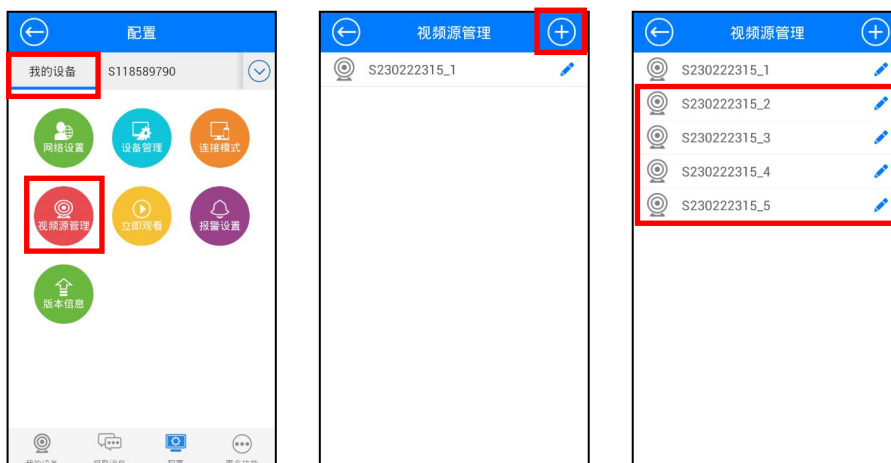 配置
我的设备 S118589790
网络设置 设备管理 连接模式
视频源管理 立即观看 报警设置
版本信息
视频源管理
S230222315_1
视频源管理
S230222315_1
S230222315_2
S230222315_3
S230222315_4
S230222315_5